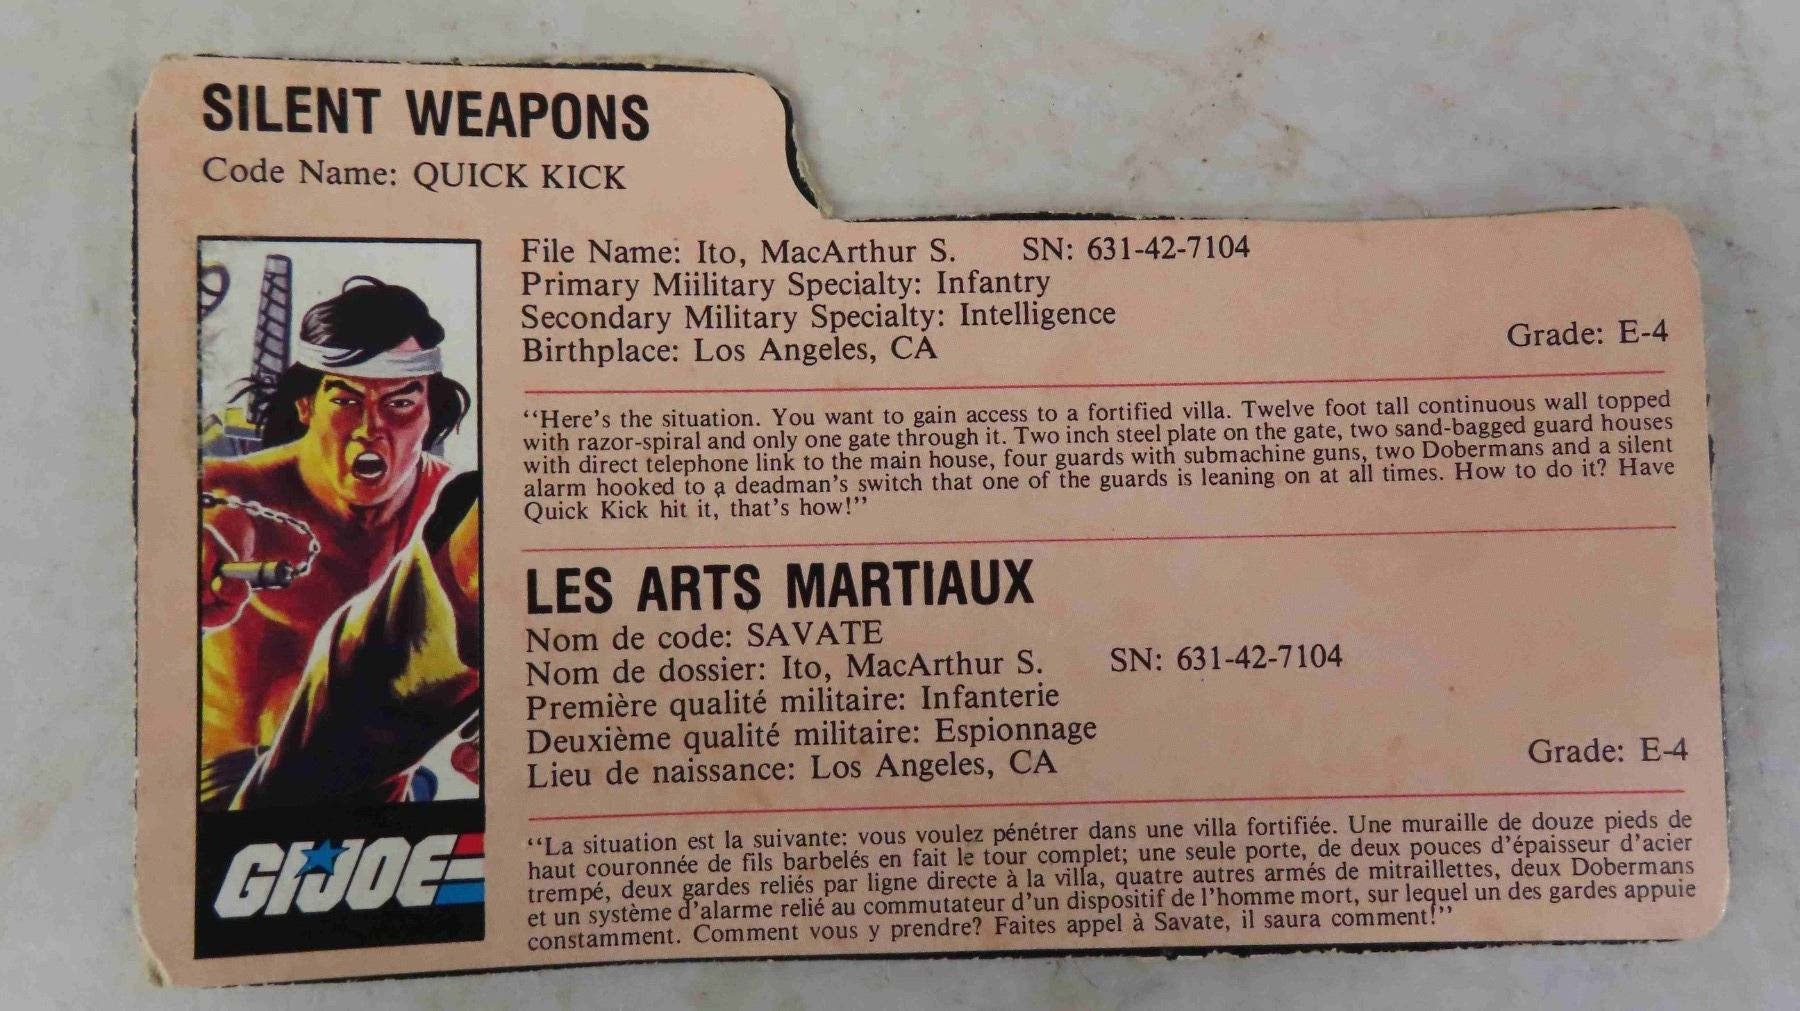 SILENT WEAPONS
Code Name: QUICK KICK
File Name: Ito, MacArthur S. SN: 631-42-7104
Primary Miilitary Specialty: Infantry
Secondary Military Specialty: Intelligence
Birthplace: Los Angeles, CA
Grade: E-4
“Here’s the situation. You want to gain access to a fortified villa. Twelve foot tall continuous wall topped
with razor-spiral and only one gate through it. Two inch steel plate on the gate, two sand-bagged guard houses
with direct telephone link to the main house, four guards with submachine guns, two Dobermans and a silent
alarm hooked to a deadman’s switch that one of the guards is leaning on at all times. How to do it? Have
Quick Kick hit it, that’s how!”
LES ARTS MARTIAUX
Nom de code: SAVATE
Nom de dossier: Ito, MacArthur S. SN: 631-42-7104
Première qualité militaire: Infanterie
Deuxième qualité militaire: Espionnage
Lieu de naissance: Los Angeles, CA
Grade: E-4
“La situation est la suivante: vous voulez pénétrer dans une villa fortifiée. Une muraille de douze pieds de
haut couronnée de fils barbelés en fait le tour complet; une seule porte, de deux pouces d’épaisseur d’acier
trempé, deux gardes reliés par ligne directe à la villa, quatre autres armés de mitraillettes, deux Dobermans
et un système d’alarme relié au commutateur d’un dispositif de l’homme mort, sur lequel un des gardes appuie
constamment. Comment vous y prendre? Faites appel à Savate, il saura comment!”
GI JOE